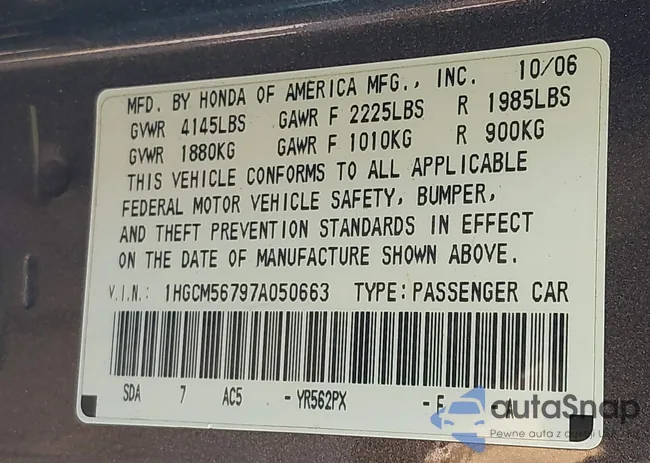 MFD. BY HONDA OF AMERICA MFG., INC. 10/06
GVWR 4145LBS GAWR F 2225LBS R 1985LBS
GVWR 1880KG GAWR F 1010KG R 900KG
THIS VEHICLE CONFORMS TO ALL APPLICABLE
FEDERAL MOTOR VEHICLE SAFETY, BUMPER,
AND THEFT PREVENTION STANDARDS IN EFFECT
ON THE DATE OF MANUFACTURE SHOWN ABOVE.
V.I.N.: 1HGCM56797A050663 TYPE: PASSENGER CAR
SDA 7 AC5 - YR562PX - E - A
autaSnap
Pewne auta z